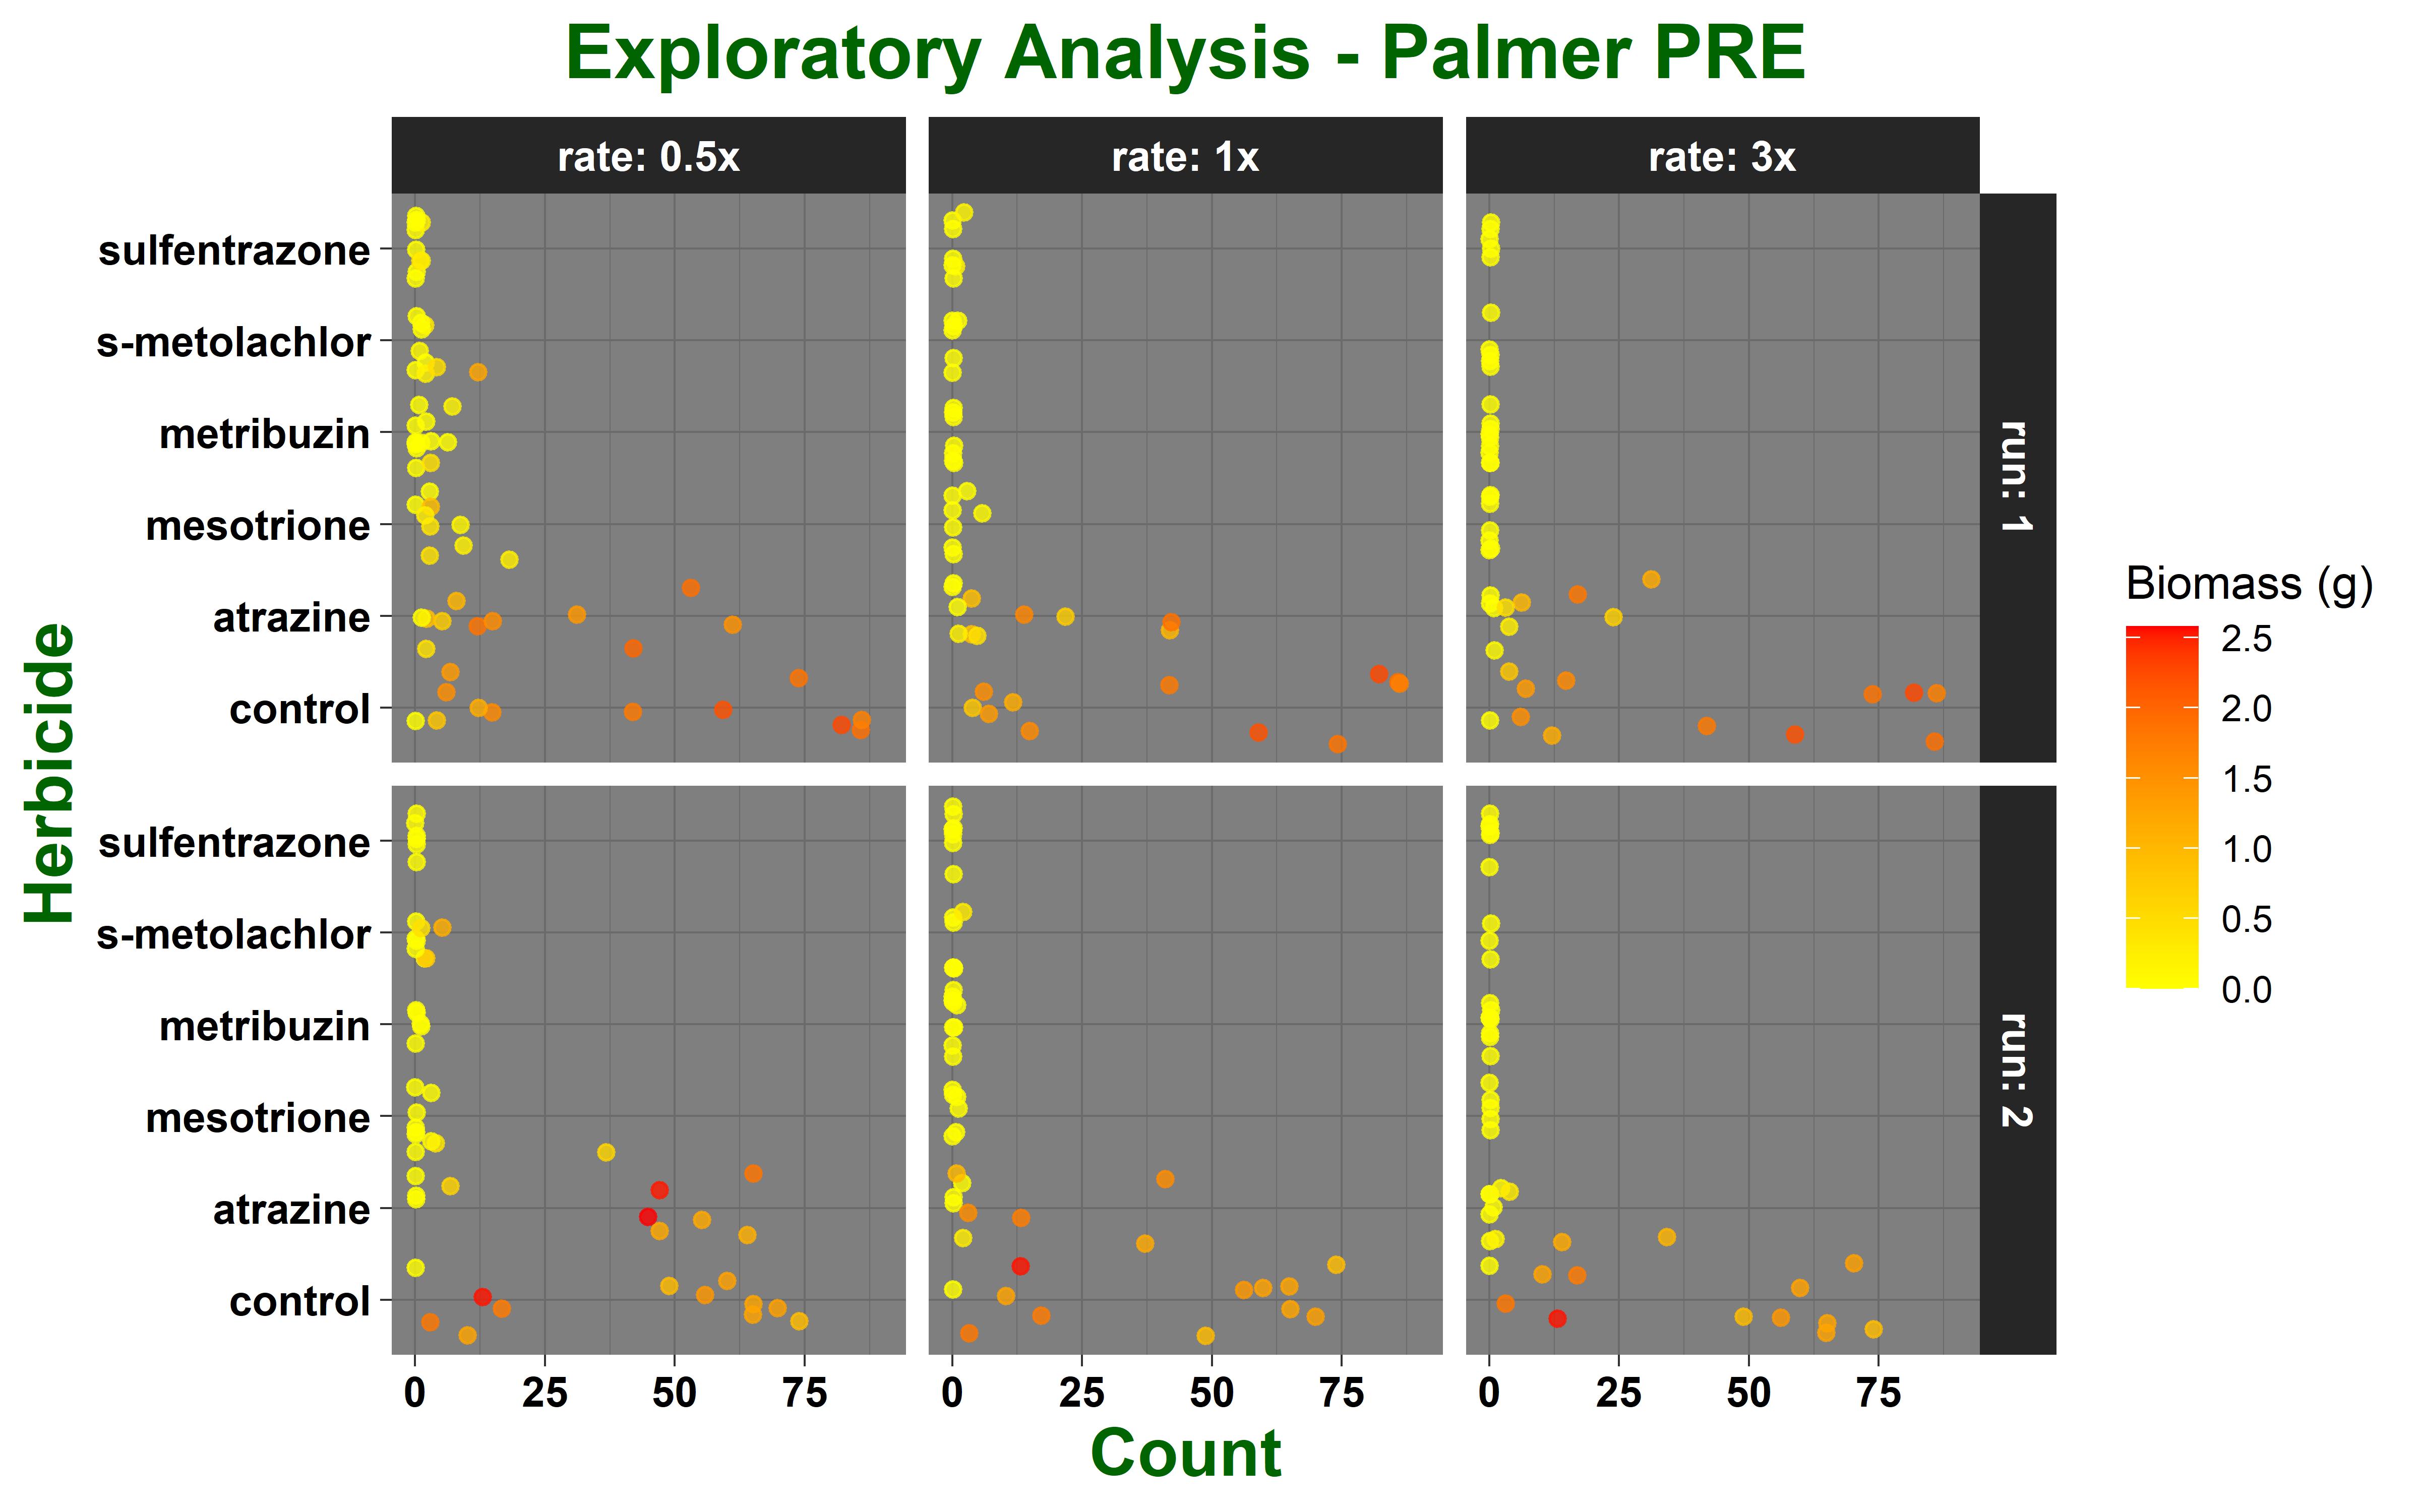 Exploratory Analysis - Palmer PRE
rate: 0.5x
rate: 1x
rate: 3x
Herbicide
sulfentrazone
s-metolachlor
metribuzin
mesotrione
atrazine
control
run: 1
sulfentrazone
s-metolachlor
metribuzin
mesotrione
atrazine
control
run: 2
0 25 50 75
0 25 50 75
0 25 50 75
Count
Biomass (g)
2.5
2.0
1.5
1.0
0.5
0.0